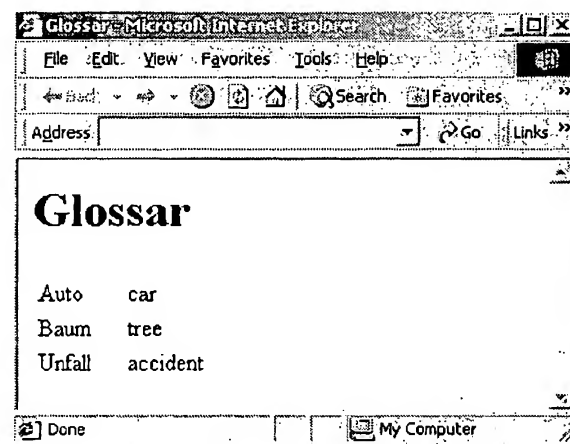 Glossar - Microsoft Internet Explorer
File Edit View Favorites Tools Help
Back Search Favorites »
Address Go Links »
Glossar
Auto car
Baum tree
Unfall accident
Done My Computer